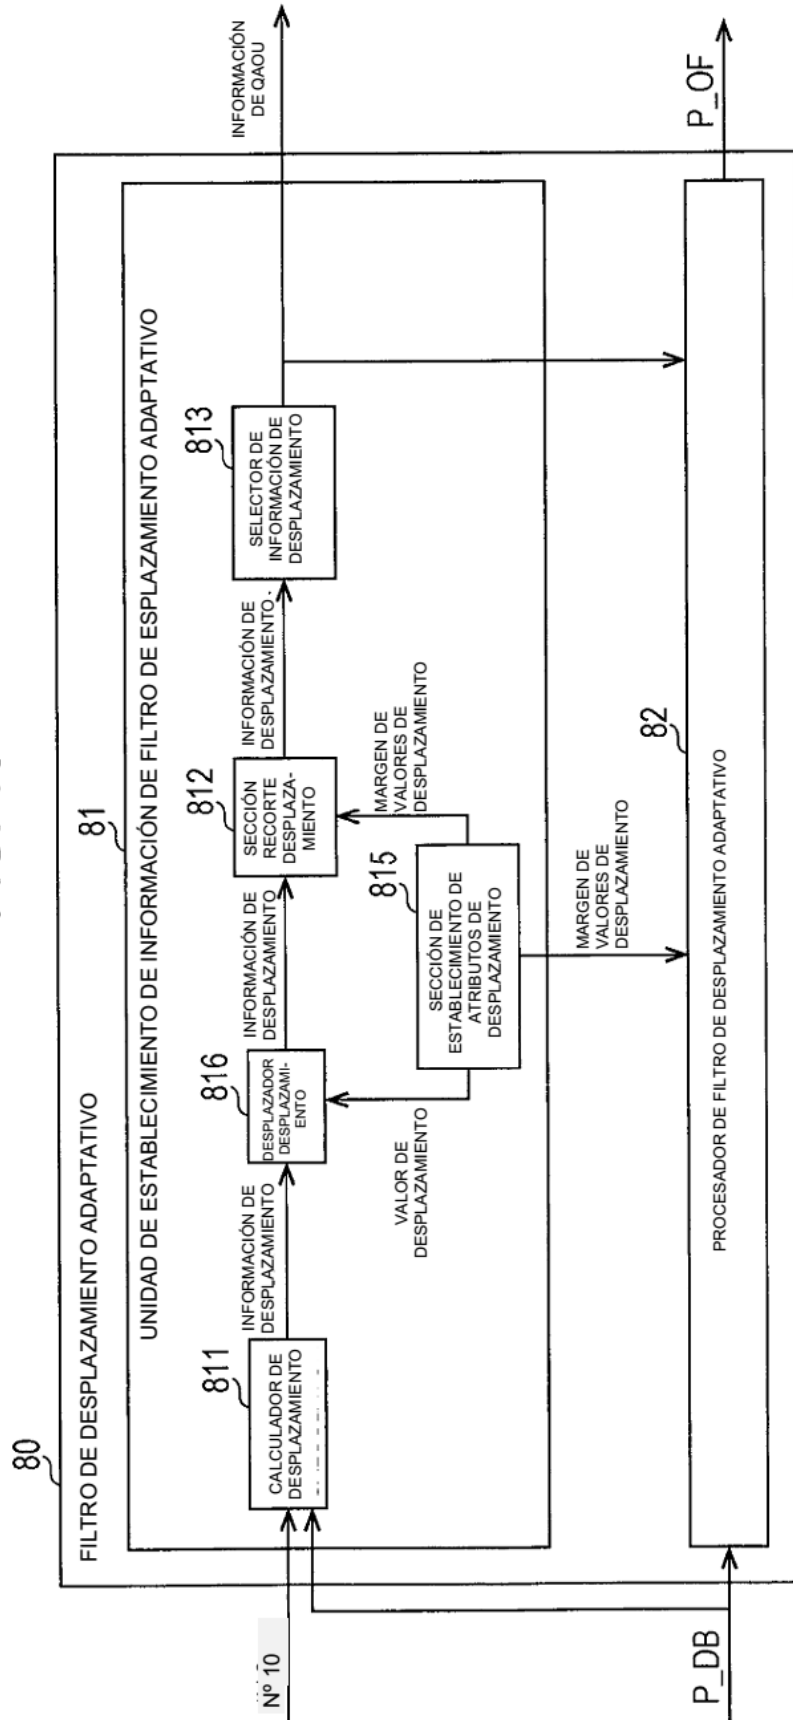 80
FILTRO DE DESPLAZAMIENTO ADAPTATIVO
81
UNIDAD DE ESTABLECIMIENTO DE INFORMACIÓN DE FILTRO DE ESPLAZAMIENTO ADAPTATIVO
Nº 10
811
CALCULADOR DE
DESPLAZAMIENTO
INFORMACIÓN DE
DESPLAZAMIENTO
816
DESPLAZADOR
DESPLAZAMI-
ENTO
INFORMACIÓN DE
DESPLAZAMIENTO
812
SECCIÓN
RECORTE
DESPLAZA-
MIENTO
INFORMACIÓN DE
DESPLAZAMIENTO
813
SELECTOR DE
INFORMACIÓN DE
DESPLAZAMIENTO
INFORMACIÓN
DE QAOU
VALOR DE
DESPLAZAMIENTO
815
SECCIÓN DE
ESTABLECIMIENTO DE
ATRIBUTOS DE
DESPLAZAMIENTO
MARGEN DE
VALORES DE
DESPLAZAMIENTO
MARGEN DE
VALORES DE
DESPLAZAMIENTO
82
PROCESADOR DE FILTRO DE DESPLAZAMIENTO ADAPTATIVO
P_DB
P_OF